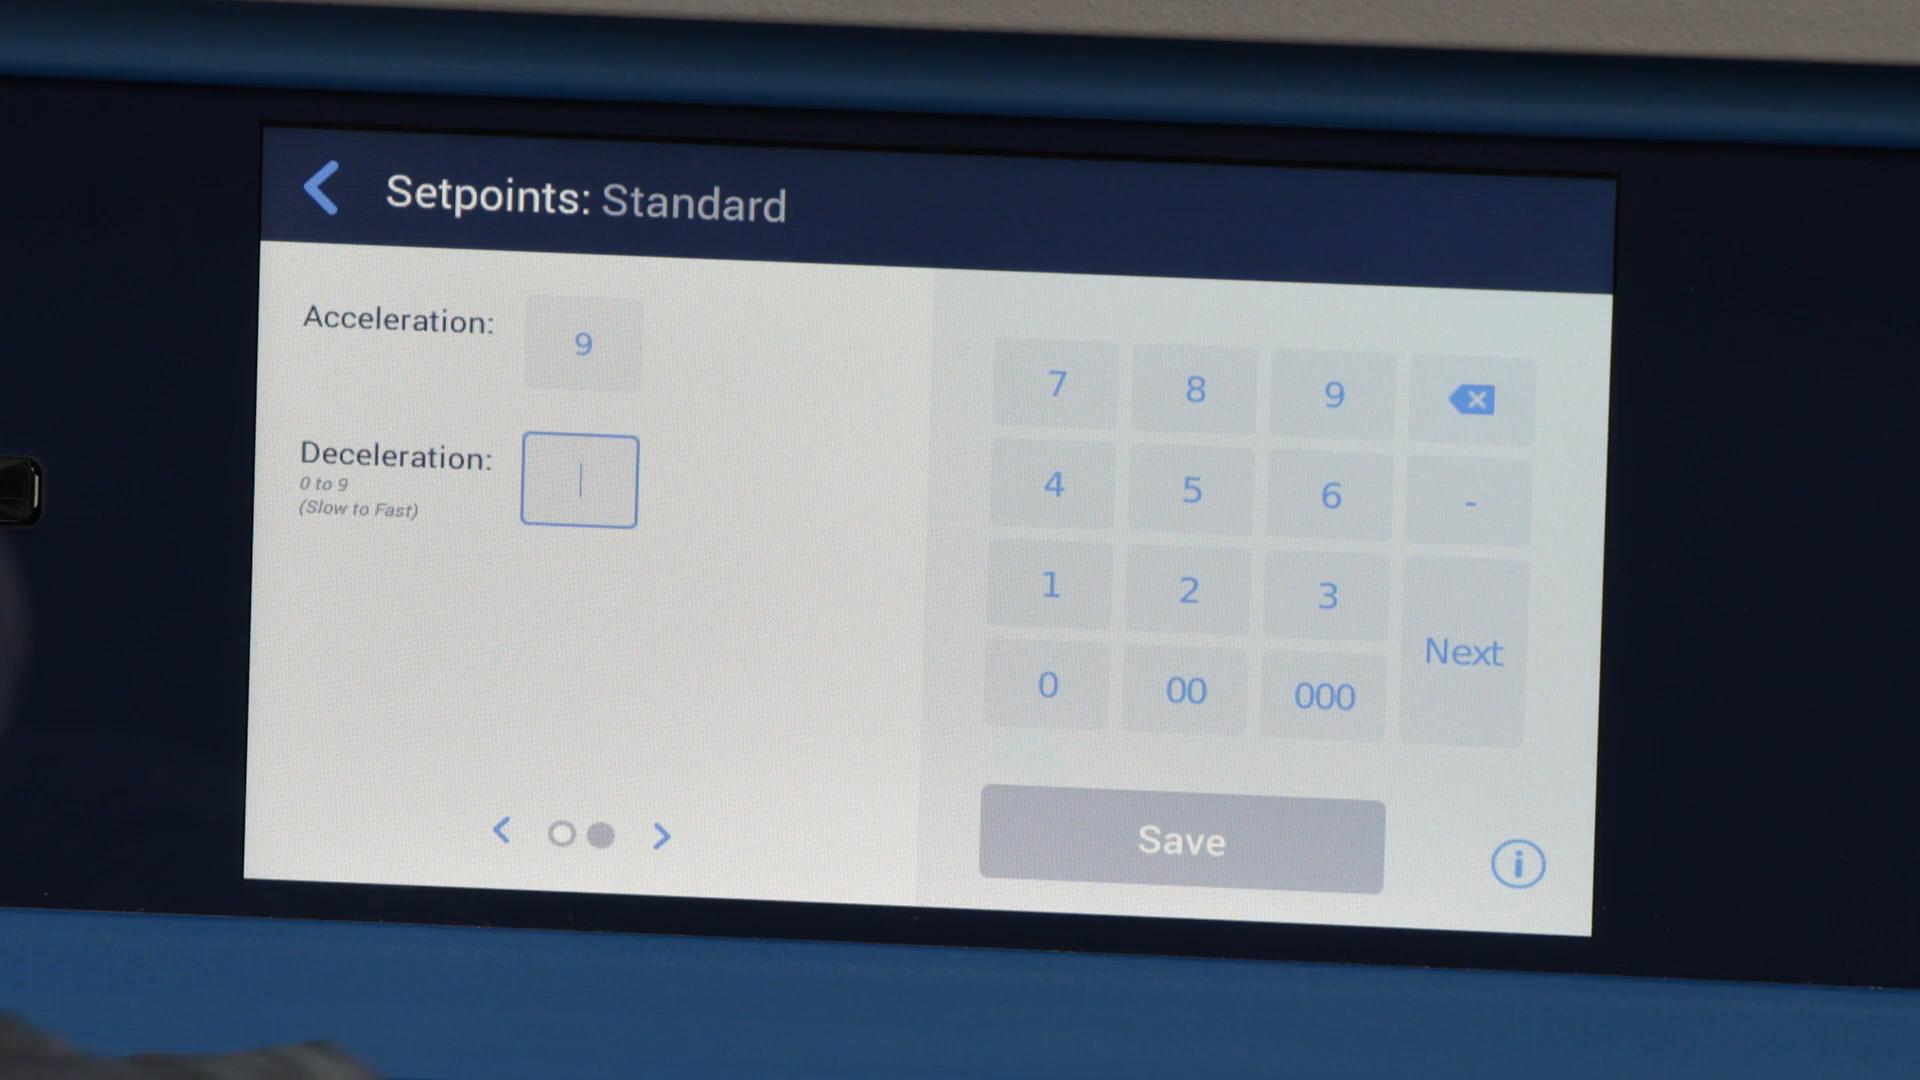 Setpoints: Standard
Acceleration: 9
Deceleration:
0 to 9
(Slow to Fast)
7 8 9
4 5 6 -
1 2 3
Next
0 00 000
Save
i